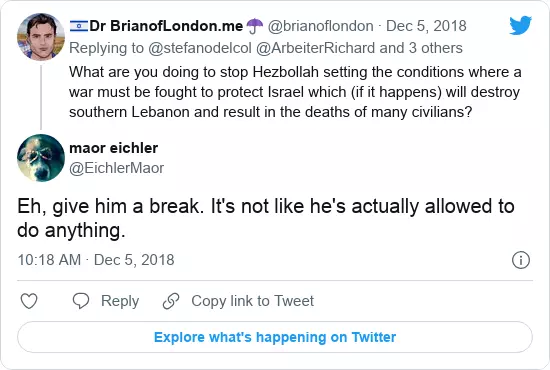 🇮🇱Dr BrianofLondon.me☂️ @brianoflondon · Dec 5, 2018
Replying to @stefanodelcol @ArbeiterRichard and 3 others
What are you doing to stop Hezbollah setting the conditions where a
war must be fought to protect Israel which (if it happens) will destroy
southern Lebanon and result in the deaths of many civilians?
maor eichler
@EichlerMaor
Eh, give him a break. It's not like he's actually allowed to
do anything.
10:18 AM · Dec 5, 2018
Reply
Copy link to Tweet
Explore what's happening on Twitter